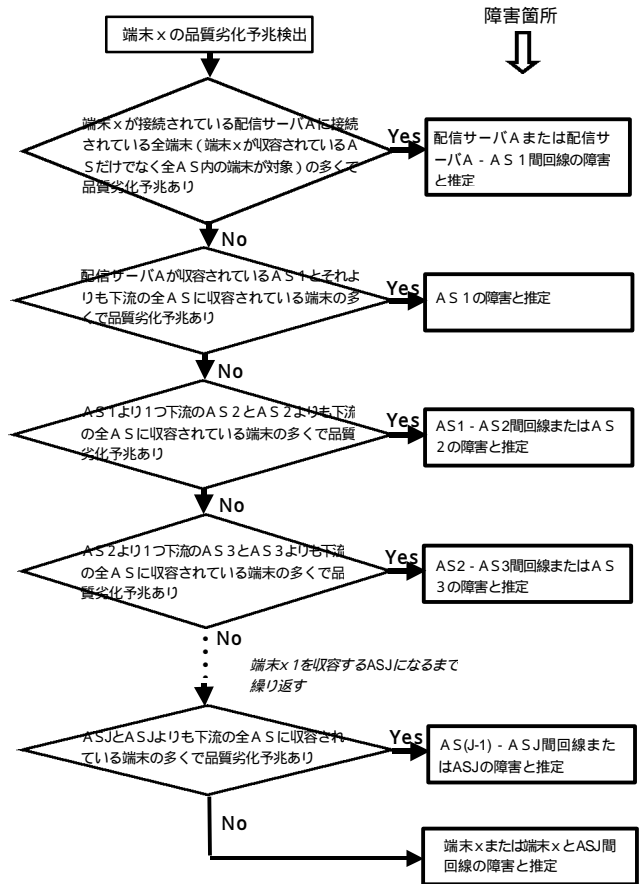 障害箇所
端末xの品質劣化予兆検出
端末xが接続されている配信サーバAに接続
されている全端末(端末xが収容されているA
Sだけでなく全AS内の端末が対象)の多くで
品質劣化予兆あり
Yes
配信サーバAまたは配信サ
ーバA-AS1間回線の障害
と推定
No
配信サーバAが収容されているAS1とそれよ
りも下流の全ASに収容されている端末の多
くで品質劣化予兆あり
Yes
AS1の障害と推定
No
AS1より1つ下流のAS2とAS2よりも下流
の全ASに収容されている端末の多くで品質
劣化予兆あり
Yes
AS1-AS2間回線またはAS
2の障害と推定
No
AS2より1つ下流のAS3とAS3よりも下流
の全ASに収容されている端末の多くで品
質劣化予兆あり
Yes
AS2-AS3間回線またはAS
3の障害と推定
No
端末x1を収容するASJになるまで
繰り返す
ASJとASJよりも下流の全ASに収容され
ている端末の多くで品質劣化予兆あり
Yes
AS(J-1)-ASJ間回線また
はASJの障害と推定
No
端末xまたは端末xとASJ間
回線の障害と推定